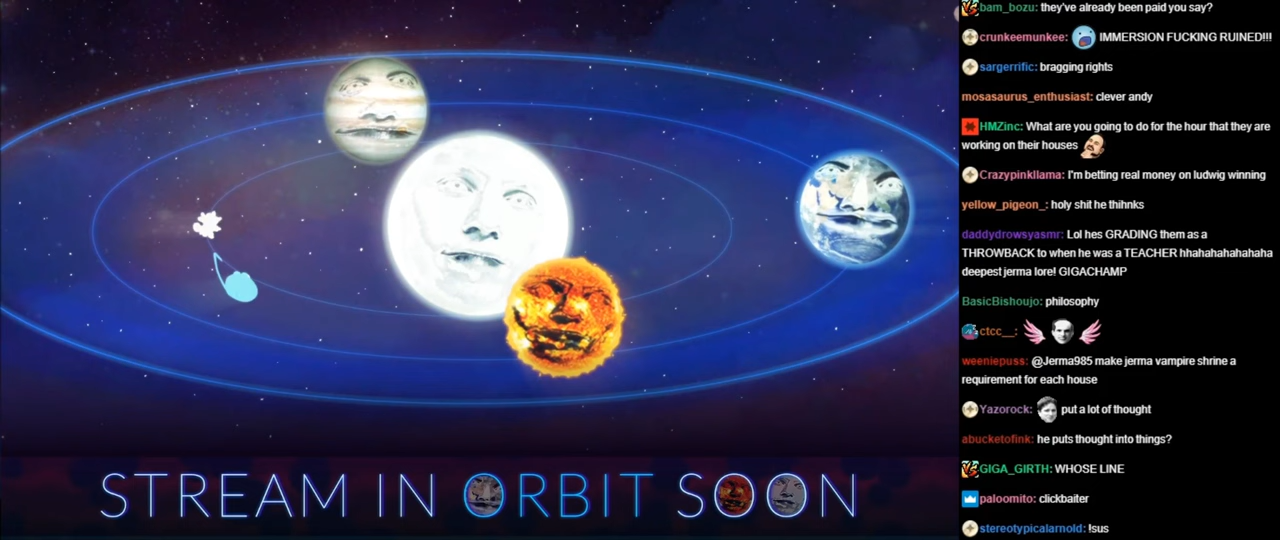 bam_bozu: they've already been paid you say?
crunkeemunkee: IMMERSION FUCKING RUINED!!!
sargerrific: bragging rights
mosasaurus_enthusiast: clever andy
HMZinc: What are you going to do for the hour that they are
working on their houses
Crazypinkllama: I'm betting real money on ludwig winning
yellow_pigeon_: holy shit he thihnks
daddydrowsyasmr: Lol hes GRADING them as a
THROWBACK to when he was a TEACHER hhahahahahaha
deepest jerma lore! GIGACHAMP
BasicBishoujo: philosophy
ctcc__:
weeniepuss: @Jerma985 make jerma vampire shrine a
requirement for each house
Yazorock: put a lot of thought
abucketofink: he puts thought into things?
GIGA_GIRTH: WHOSE LINE
paloomito: clickbaiter
stereotypicalarnold: !sus
STREAM IN ORBIT SOON